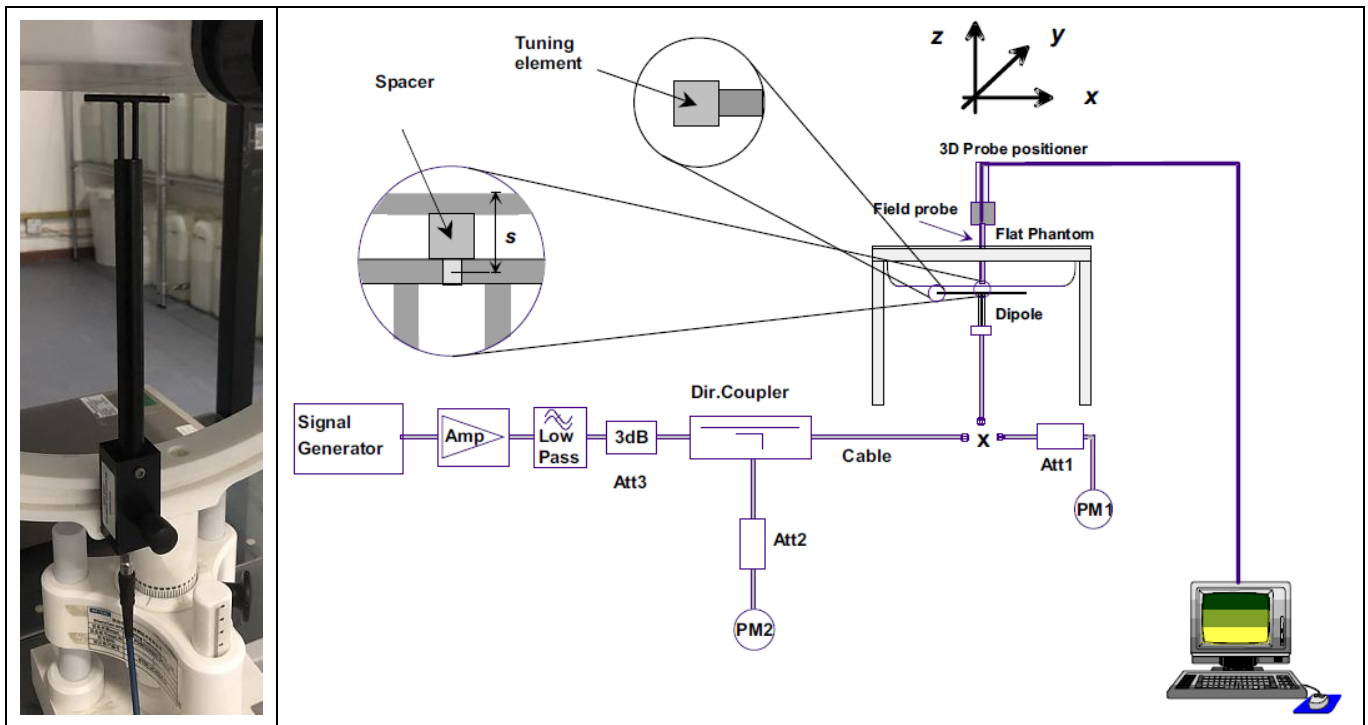 Tuning
element
Spacer
s
z
y
x
3D Probe positioner
Field probe
Flat Phantom
Dipole
Dir.Coupler
Signal
Generator
Amp
Low
Pass
3dB
Att3
Cable
x
Att1
PM1
Att2
PM2